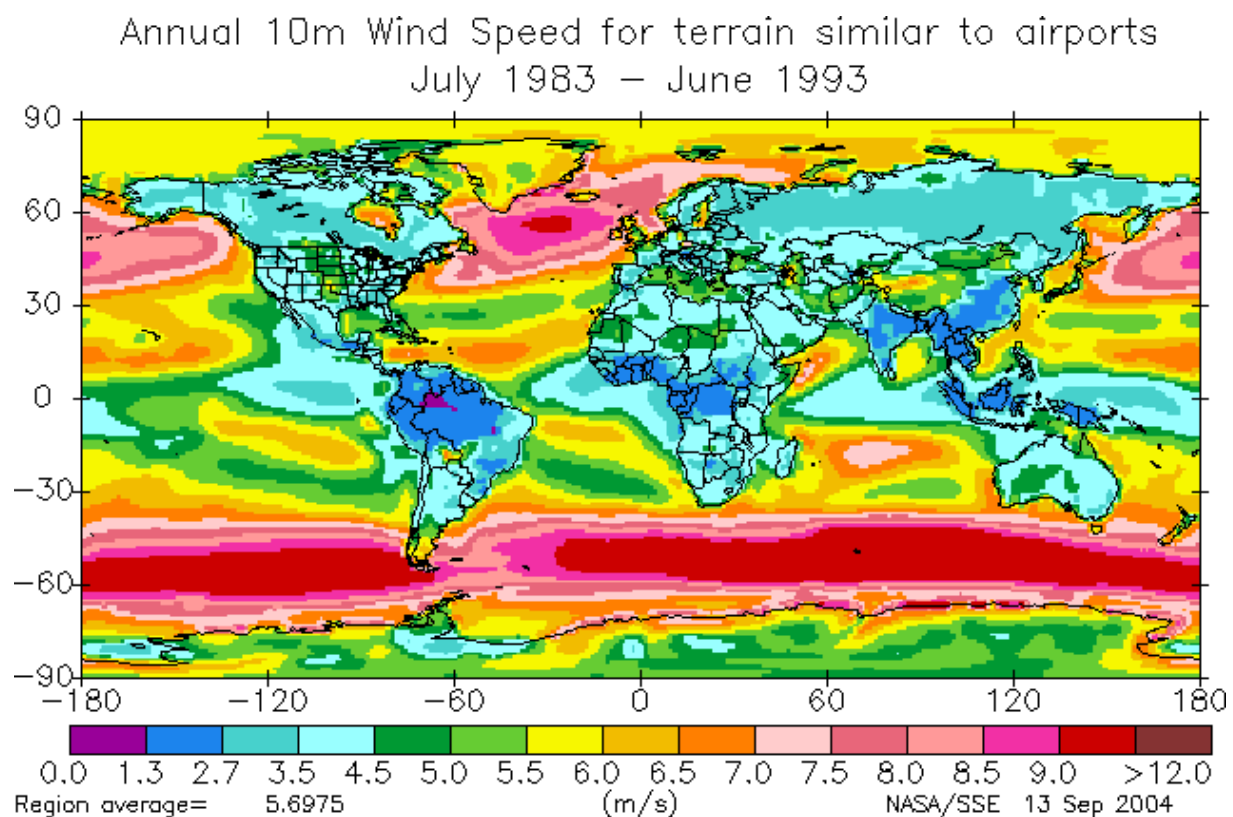 Annual 10m Wind Speed for terrain similar to airports
July 1983 – June 1993
90
60
30
0
−30
−60
−90
−180 −120 −60 0 60 120 180
0.0 1.3 2.7 3.5 4.5 5.0 5.5 6.0 6.5 7.0 7.5 8.0 8.5 9.0 >12.0
Region average= 5.6975 (m/s) NASA/SSE 13 Sep 2004